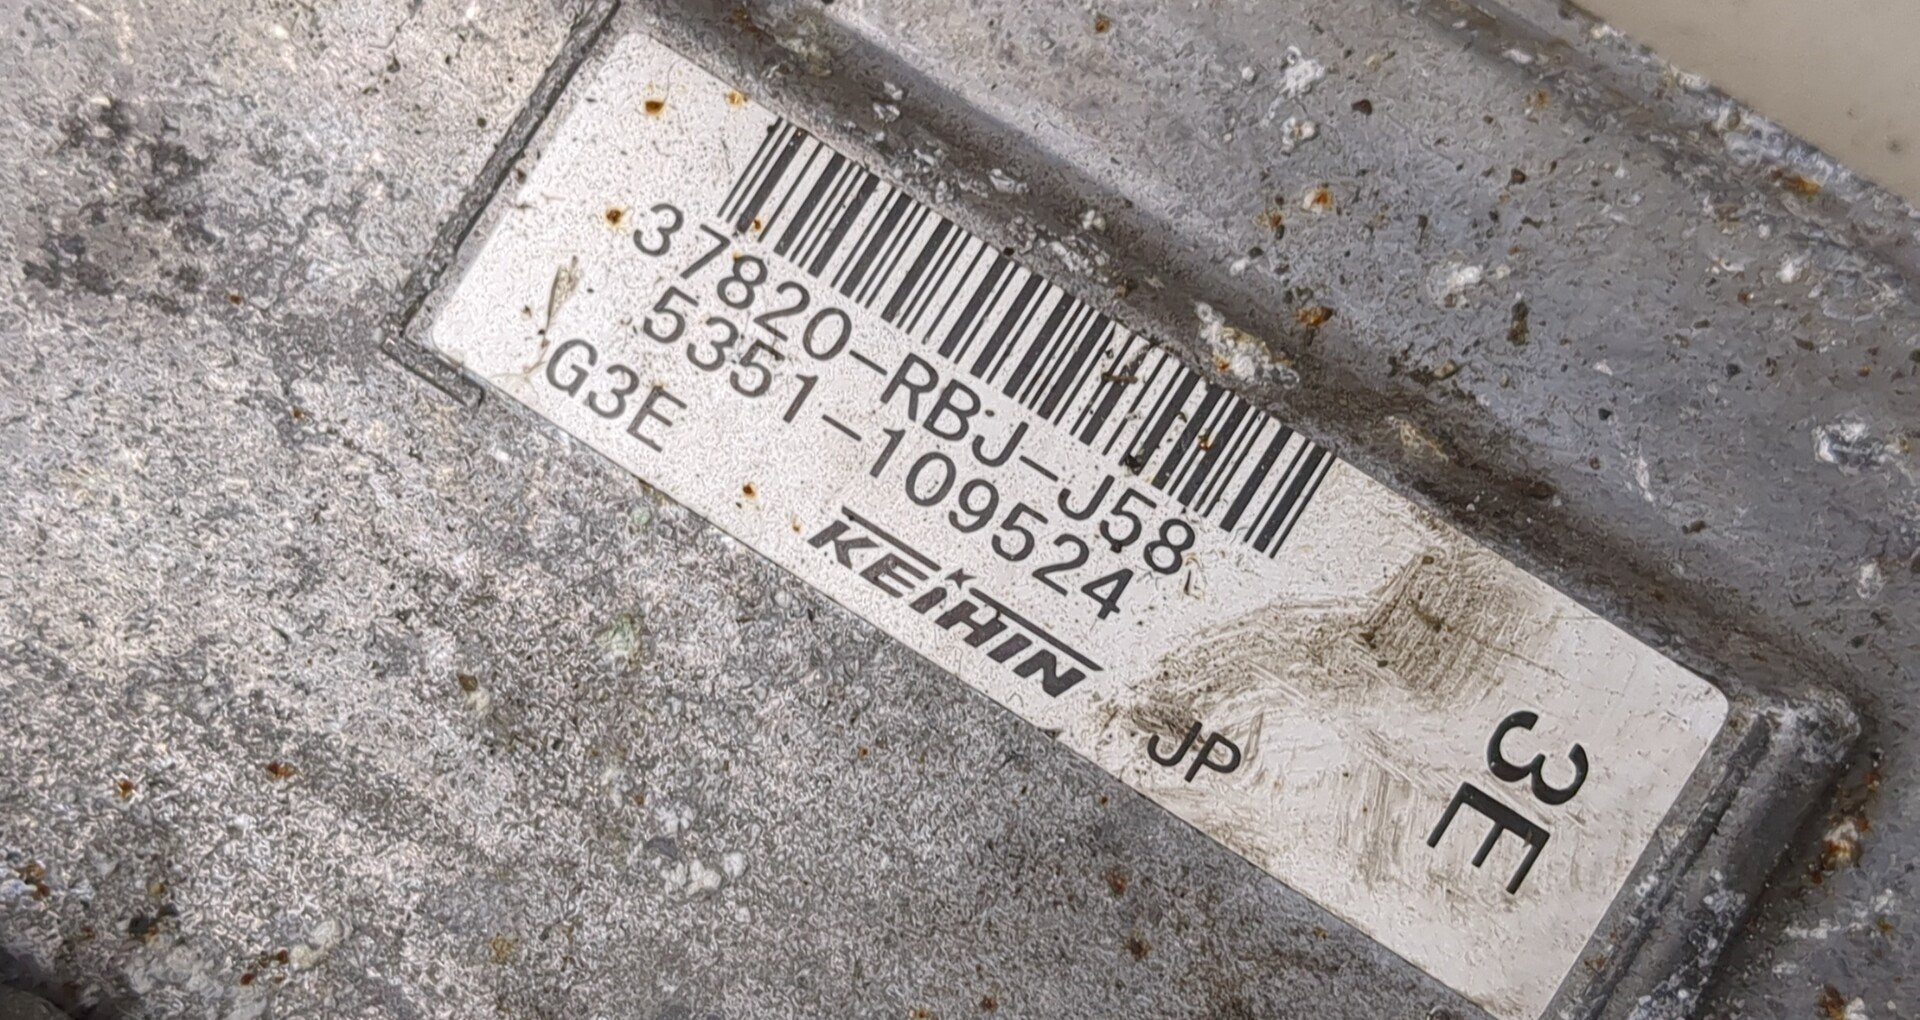 37820-RBJ-J58
5351-109524
G3E
KEIHIN
JP
3E